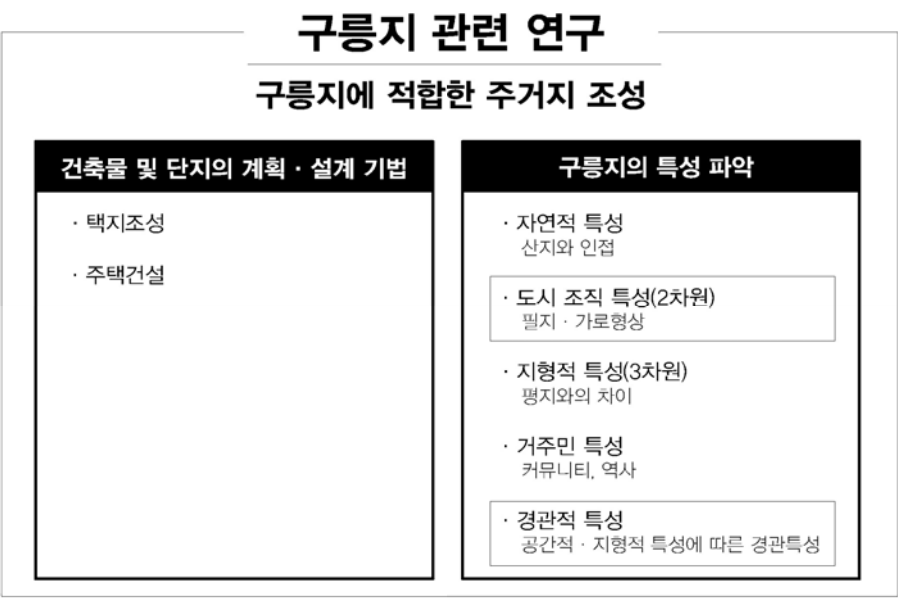 구릉지 관련 연구
구릉지에 적합한 주거지 조성
건축물 및 단지의 계획 · 설계 기법
· 택지조성
· 주택건설
구릉지의 특성 파악
· 자연적 특성
산지와 인접
· 도시 조직 특성(2차원)
필지 · 가로형상
· 지형적 특성(3차원)
평지와의 차이
· 거주민 특성
커뮤니티, 역사
· 경관적 특성
공간적 · 지형적 특성에 따른 경관특성